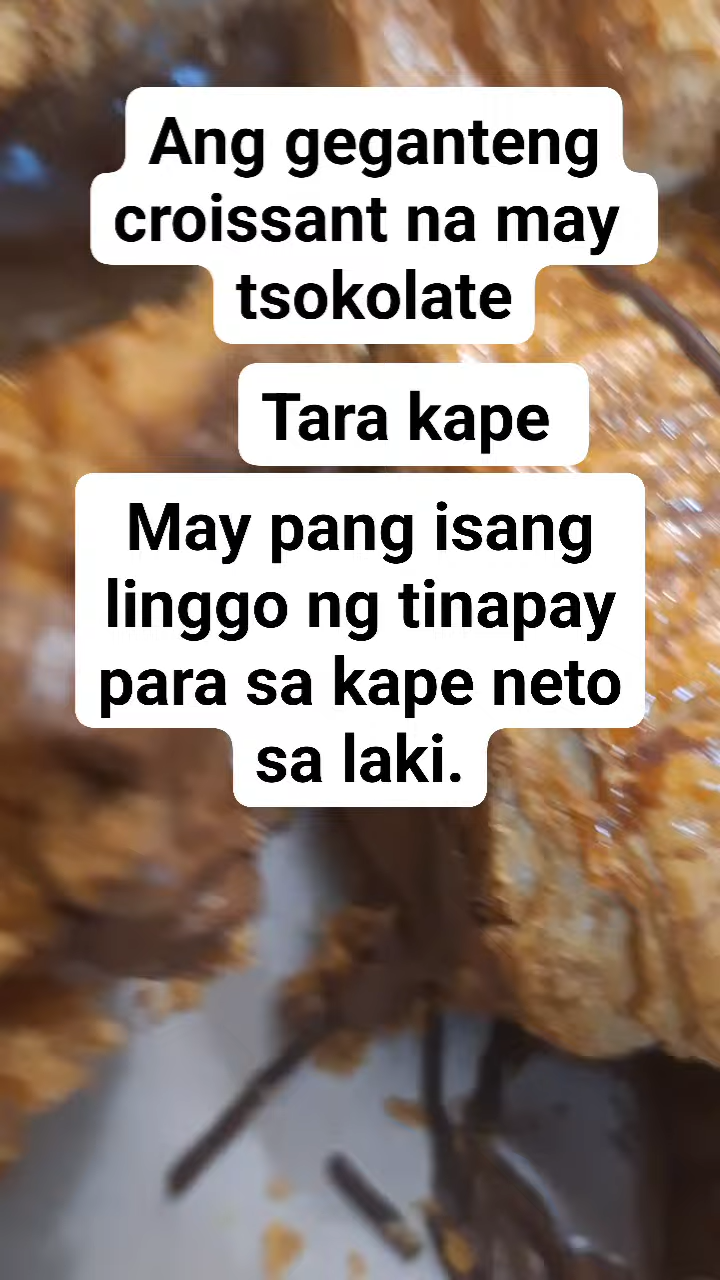 Ang geganteng
croissant na may
tsokolate
Tara kape
May pang isang
linggo ng tinapay
para sa kape neto
sa laki.